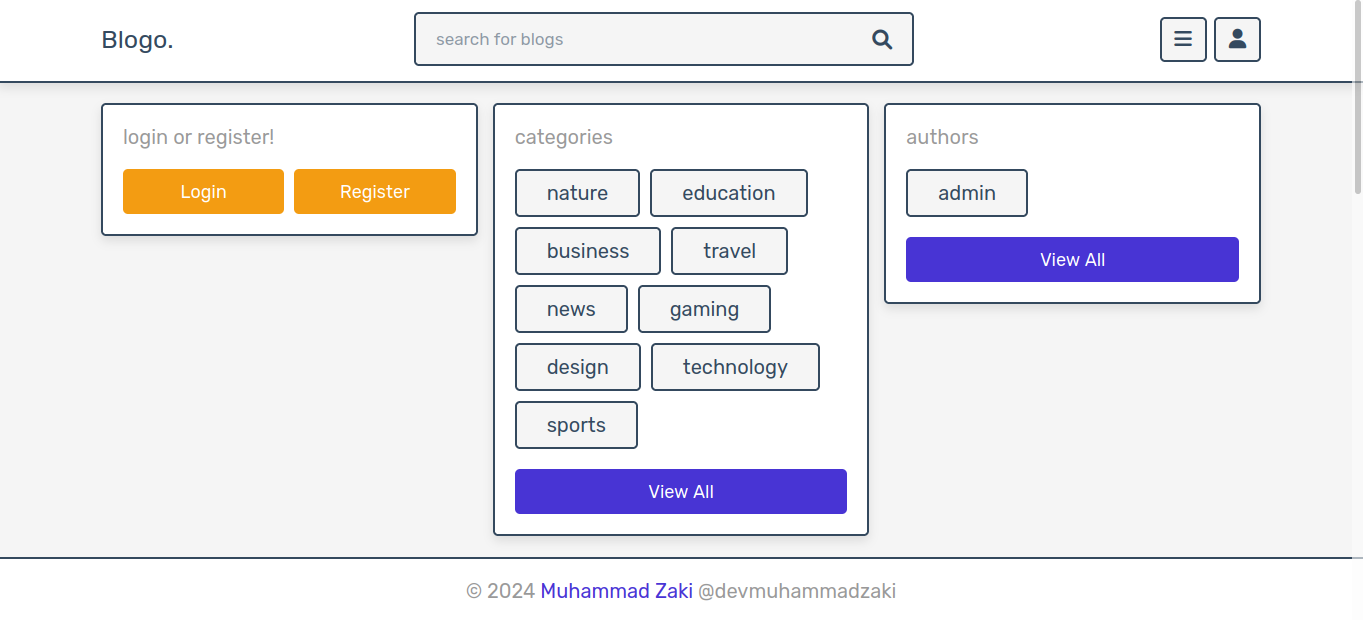 Blogo.
search for blogs
login or register!
Login Register
categories
nature education
business travel
news gaming
design technology
sports
View All
authors
admin
View All
© 2024 Muhammad Zaki @devmuhammadzaki